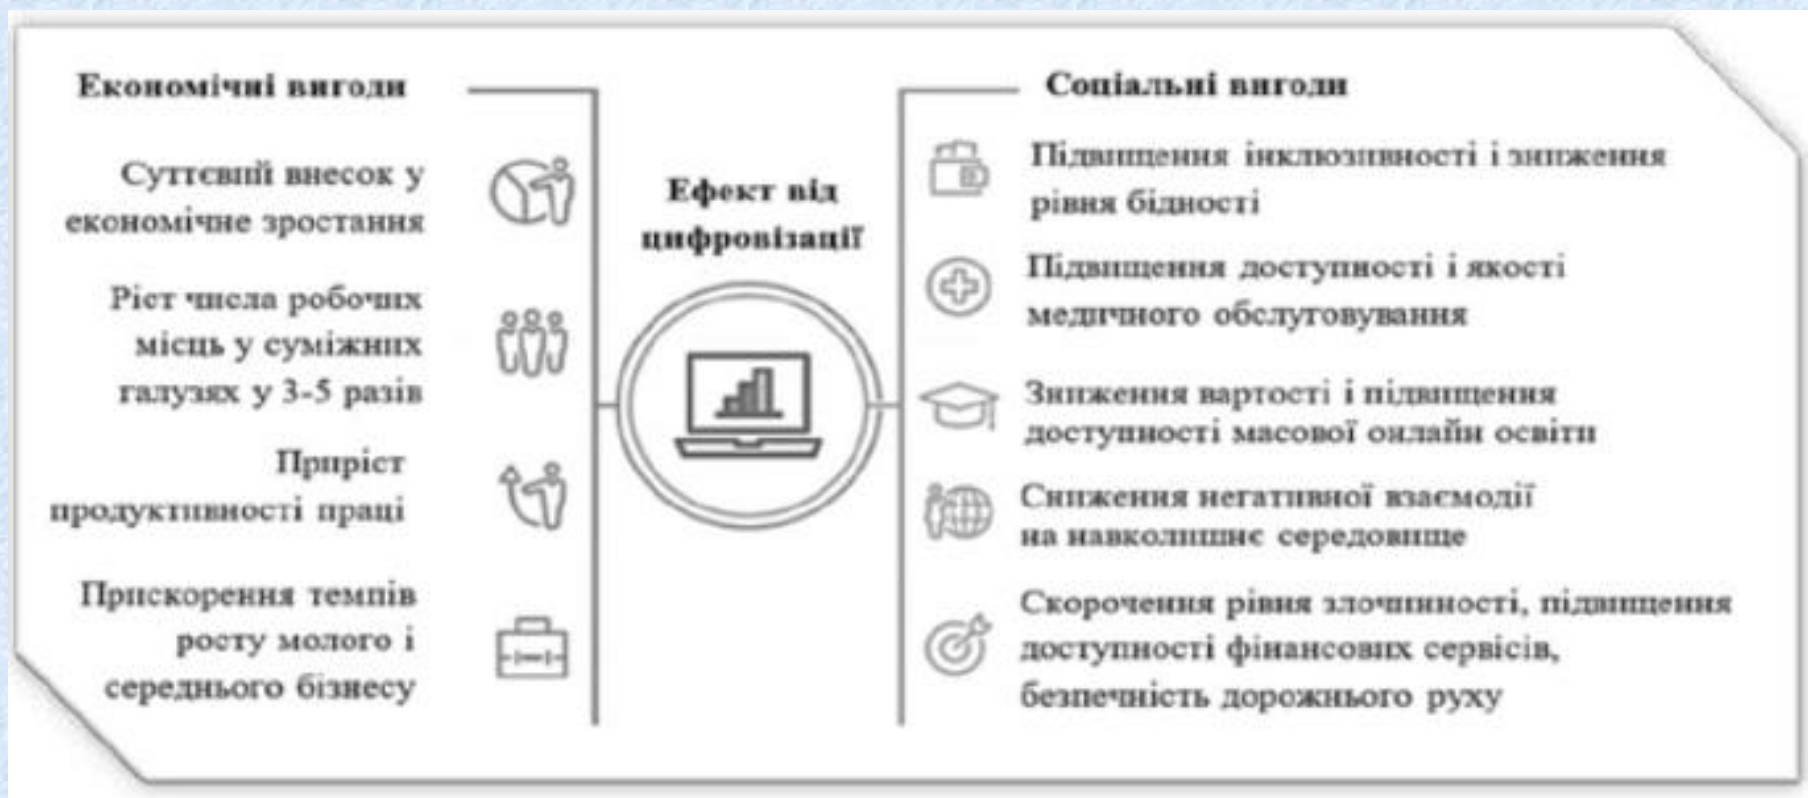 Економічні вигоди
Суттєвий внесок у
економічне зростання
Ріст числа робочих
місць у суміжних
галузях у 3-5 разів
Приріст
продуктивності праці
Прискорення темпів
росту молого і
середнього бізнесу
Ефект від
цифровізації
Соціальні вигоди
Підвищення інклюзивності і зниження
рівня бідності
Підвищення доступності і якості
медичного обслуговування
Зниження вартості і підвищення
доступності масової онлайн освіти
Сниження негативної взаємодії
на навколишнє середовище
Скорочення рівня злочинності, підвищення
доступності фінансових сервісів,
безпечність дорожнього руху